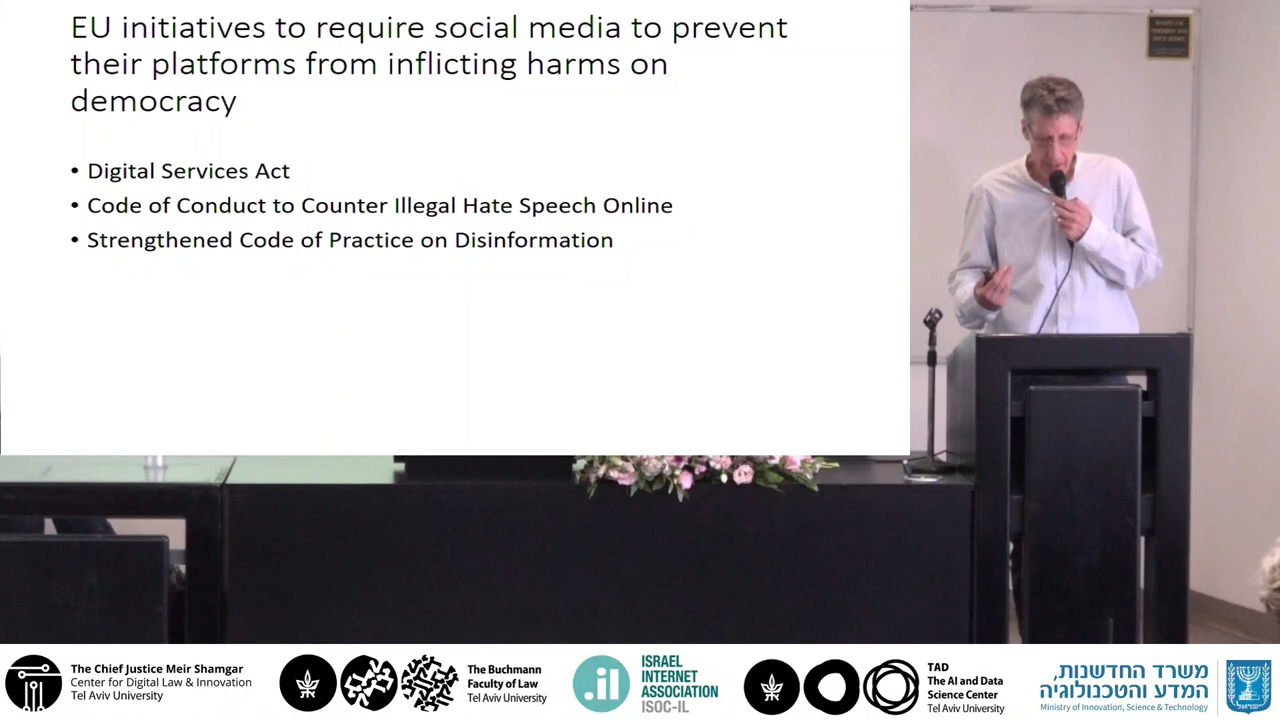 EU initiatives to require social media to prevent
their platforms from inflicting harms on
democracy
• Digital Services Act
• Code of Conduct to Counter Illegal Hate Speech Online
• Strengthened Code of Practice on Disinformation
The Chief Justice Meir Shamgar
Center for Digital Law & Innovation
Tel Aviv University
The Buchmann
Faculty of Law
Tel Aviv University
.il
ISRAEL
INTERNET
ASSOCIATION
ISOC-IL
TAD
The AI and Data
Science Center
Tel Aviv University
משרד החדשנות,
המדע והטכנולוגיה
Ministry of Innovation, Science & Technology